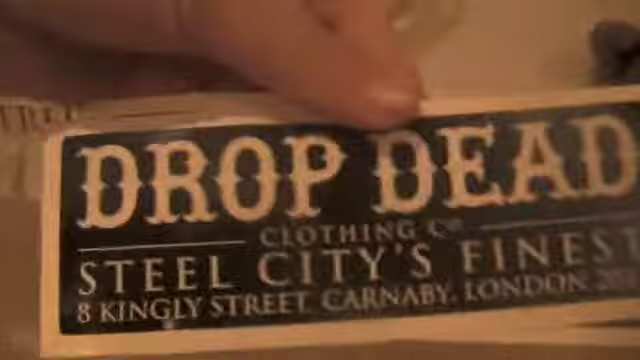 DROP DEAD
CLOTHING Co
STEEL CITY'S FINEST
8 KINGLY STREET, CARNABY, LONDON